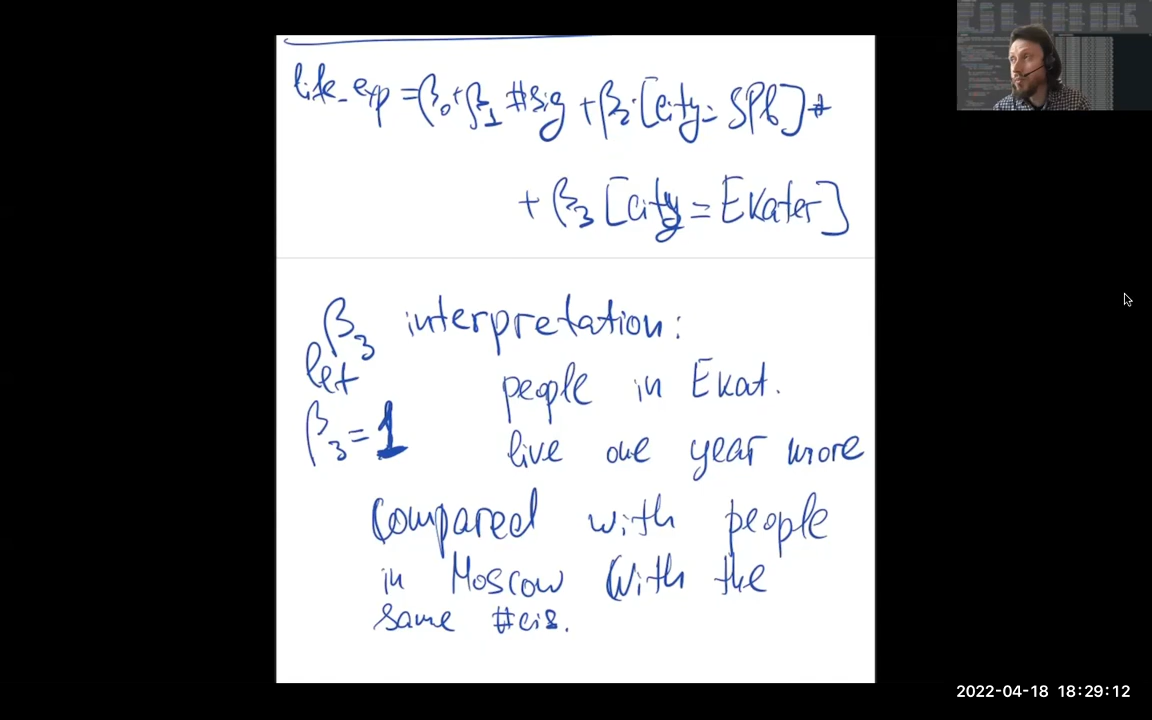 life_exp = β₀ + β₁ #sig + β₂·[city = SPb] +
+ β₃ [city = Ekater]
β₃ interpretation:
let
people in Ekat.
β₃ = 1
live one year more
compared with people
in Moscow with the
same #cig.
2022-04-18 18:29:12